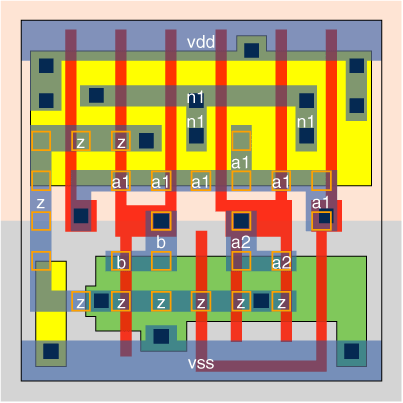 vdd
n1
n1 n1
z z
a1
a1 a1 a1 a1
z a1
b a2
b a2
z z z z z z
vss